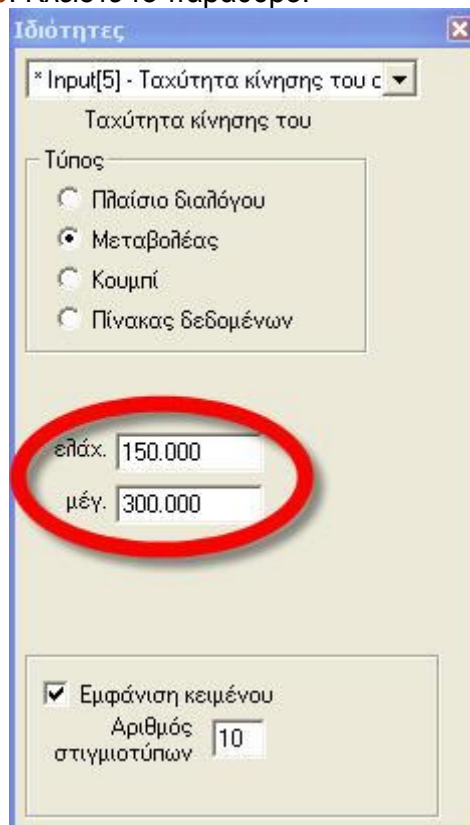 Ιδιότητες
* Input[5] - Ταχύτητα κίνησης του
Ταχύτητα κίνησης του
Τύπος
Πλαίσιο διαλόγου
Μεταβολέας
Κουμπί
Πίνακας δεδομένων
ελάχ. 150.000
μέγ. 300.000
Εμφάνιση κειμένου
Αριθμός
στιγμιοτύπων 10